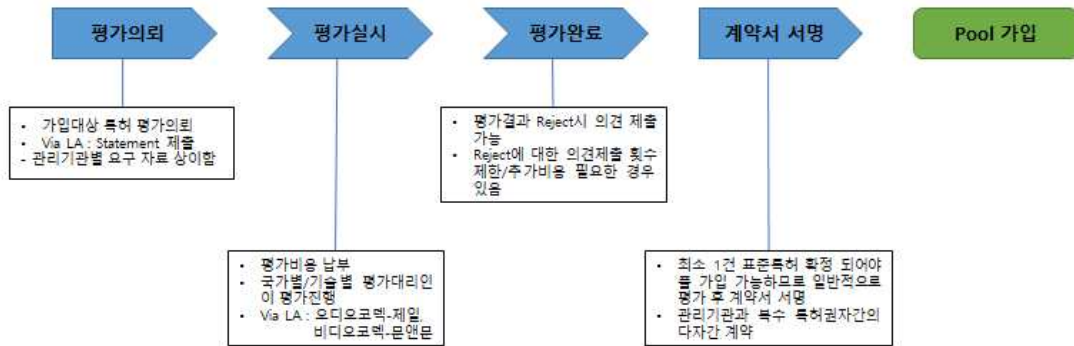 평가의뢰
평가실시
평가완료
계약서 서명
Pool 가입
• 가입대상 특허 평가의뢰
• Via LA : Statement 제출
- 관리기관별 요구 자료 상이함
• 평가결과 Reject시 의견 제출
가능
• Reject에 대한 의견제출 횟수
제한/추가비용 필요한 경우
있음
• 평가비용 납부
• 국가별/기술별 평가대리인
이 평가진행
• Via LA : 오디오코덱-제일,
비디오코덱-문앤문
• 최소 1건 표준특허 확정 되어야
풀 가입 가능하므로 일반적으로
평가 후 계약서 서명
• 관리기관과 복수 특허권자간의
다자간 계약